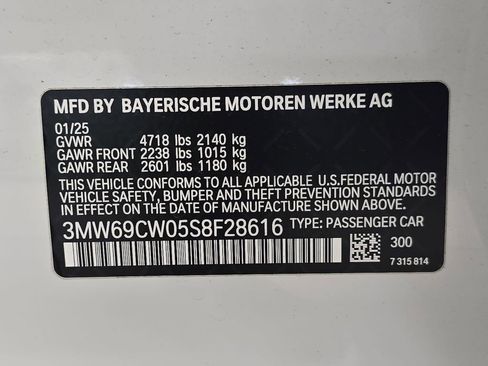 MFD BY BAYERISCHE MOTOREN WERKE AG
01/25
GVWR 4718 lbs 2140 kg
GAWR FRONT 2238 lbs 1015 kg
GAWR REAR 2601 lbs 1180 kg
THIS VEHICLE CONFORMS TO ALL APPLICABLE U.S.FEDERAL MOTOR
VEHICLE SAFETY, BUMPER, AND THEFT PREVENTION STANDARDS
IN EFFECT ON THE DATE OF MANUFACTURE SHOWN ABOVE.
3MW69CW05S8F28616 TYPE: PASSENGER CAR
300
7 315 814